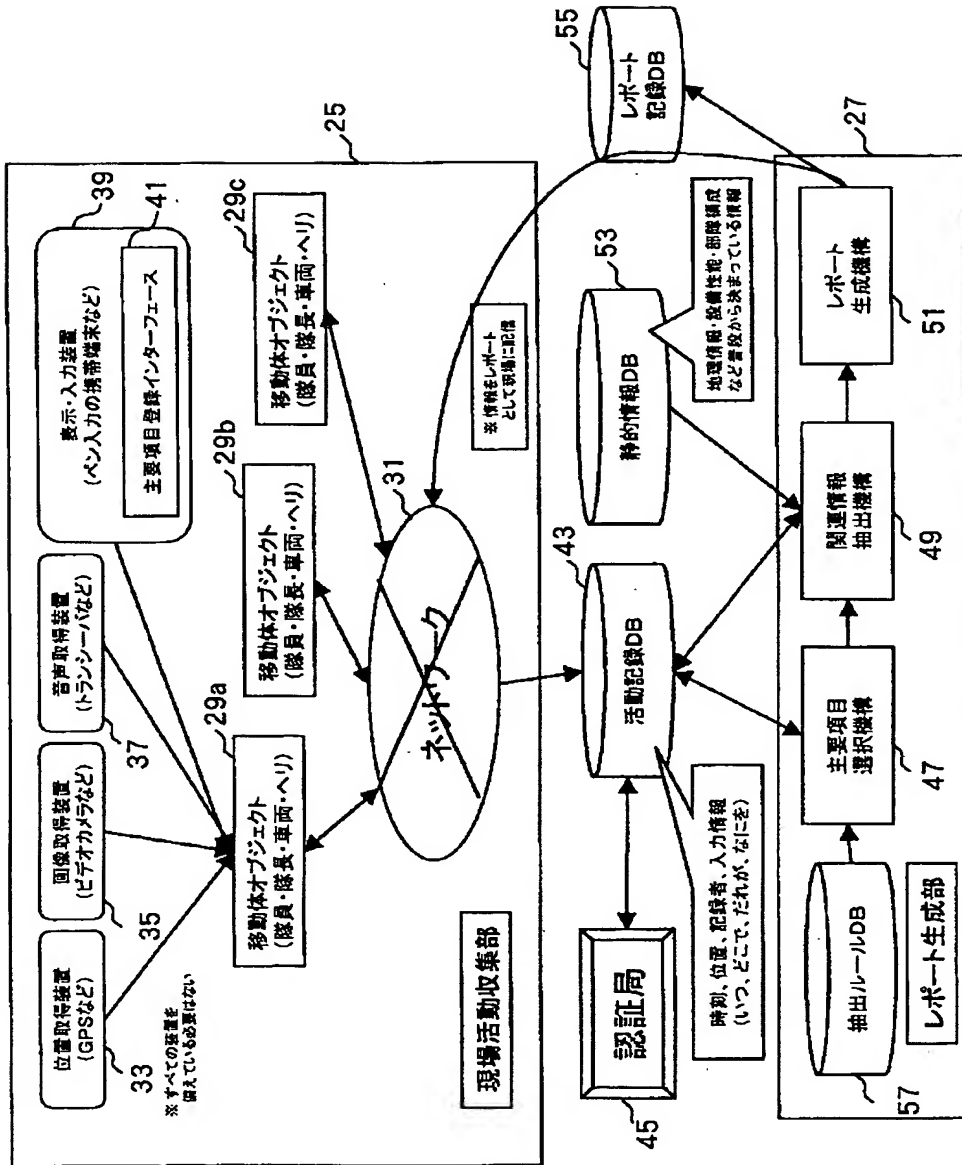 位置取得装置
(GPSなど)
33
※すべての装置を
備えている必要はない
画像取得装置
(ビデオカメラなど)
35
音声取得装置
(トランシーバなど)
37
表示・入力装置
(ペン入力の携帯端末など)
39
主要項目登録インターフェース
41
移動体オブジェクト
(隊員・隊長・車両・ヘリ)
29a
移動体オブジェクト
(隊員・隊長・車両・ヘリ)
29b
移動体オブジェクト
(隊員・隊長・車両・ヘリ)
29c
25
ネットワーク
31
現場活動収集部
※情報をレポート
として現場に配信
認証局
45
活動記録DB
43
時刻、位置、記録者、入力情報
(いつ、どこで、だれが、なにを)
静的情報DB
53
地理情報・設備性能・部隊構成
など普段から決まっている情報
レポート
記録DB
55
27
抽出ルールDB
57
レポート生成部
主要項目
選択機構
47
関連情報
抽出機構
49
レポート
生成機構
51